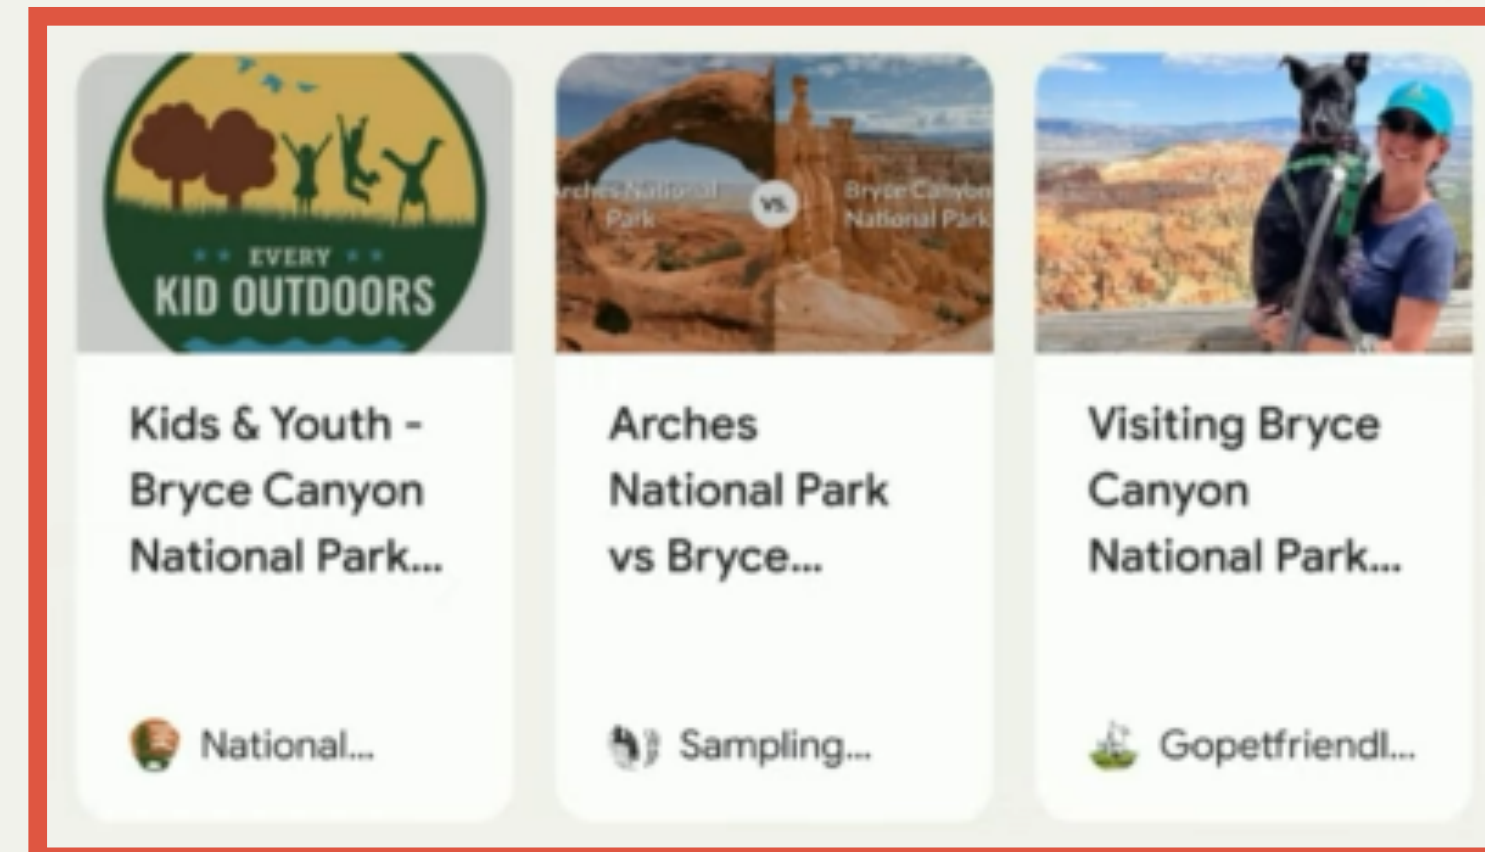 EVERY
KID OUTDOORS
Kids & Youth -
Bryce Canyon
National Park...
National...
Arches National
Park
VS.
Bryce Canyon
National Park
Arches
National Park
vs Bryce...
Sampling...
Visiting Bryce
Canyon
National Park...
Gopetfriendl...